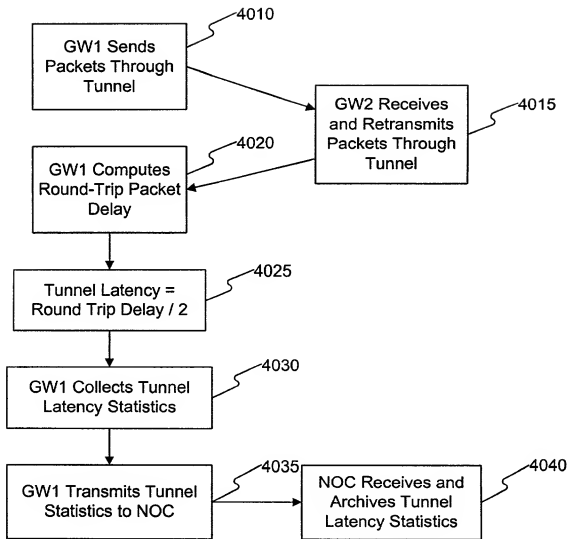 4010
GW1 Sends
Packets Through
Tunnel
4015
GW2 Receives
and Retransmits
Packets Through
Tunnel
4020
GW1 Computes
Round-Trip Packet
Delay
4025
Tunnel Latency =
Round Trip Delay / 2
4030
GW1 Collects Tunnel
Latency Statistics
4035
GW1 Transmits Tunnel
Statistics to NOC
4040
NOC Receives and
Archives Tunnel
Latency Statistics